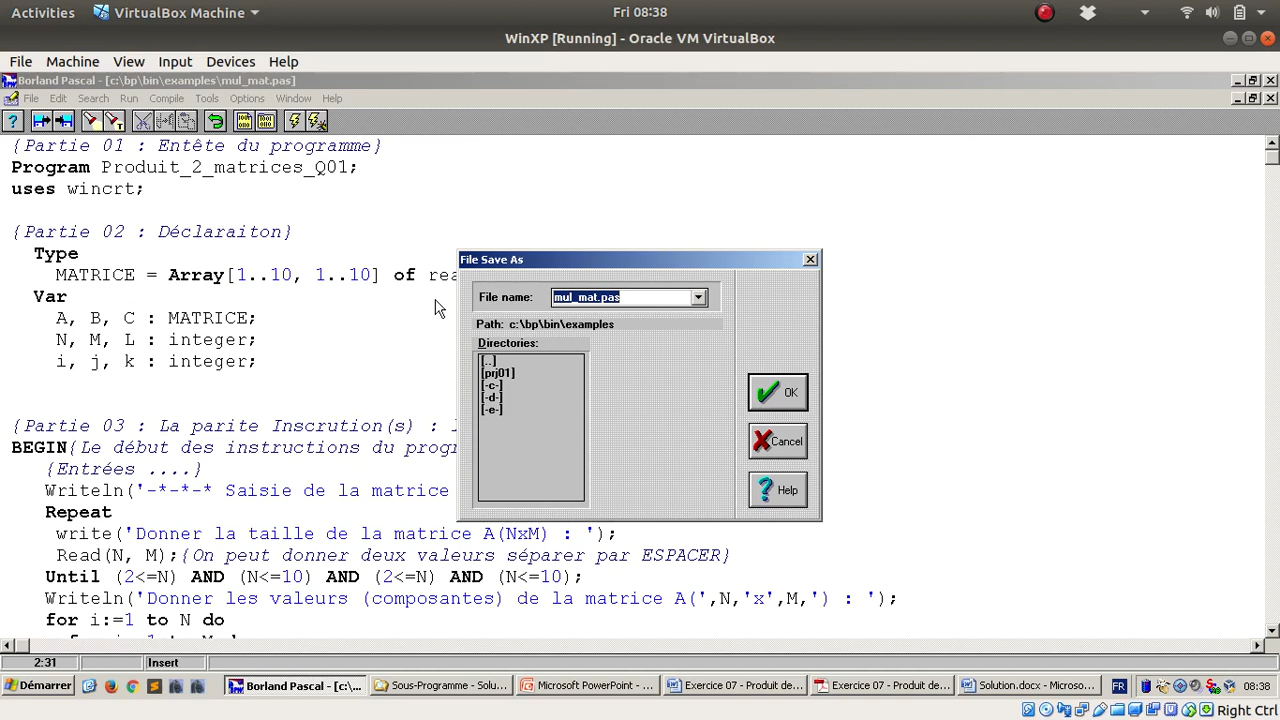 Activities VirtualBox Machine Fri 08:38
WinXP [Running] - Oracle VM VirtualBox
File Machine View Input Devices Help
Borland Pascal - [c:\bp\bin\examples\mul_mat.pas]
File Edit Search Run Compile Tools Options Window Help
{Partie 01 : Entête du programme}
Program Produit_2_matrices_Q01;
uses wincrt;
{Partie 02 : Déclaraiton}
Type
MATRICE = Array[1..10, 1..10] of rea
Var
A, B, C : MATRICE;
N, M, L : integer;
i, j, k : integer;
{Partie 03 : La parite Inscrution(s) :
BEGIN{Le début des instructions du prog
{Entrées ....}
Writeln('-*-*-* Saisie de la matrice
Repeat
write('Donner la taille de la matrice A(NxM) : ');
Read(N, M);{On peut donner deux valeurs séparer par ESPACER}
Until (2<=N) AND (N<=10) AND (2<=N) AND (N<=10);
Writeln('Donner les valeurs (composantes) de la matrice A(',N,'x',M,') : ');
for i:=1 to N do
File Save As
File name: mul_mat.pas
Path: c:\bp\bin\examples
Directories:
[..]
[prj01]
[-c-]
[-d-]
[-e-]
OK
Cancel
Help
2:31 Insert
Démarrer Borland Pascal - [c:\... Sous-Programme - Solu... Microsoft PowerPoint - ... Exercice 07 - Produit de... Exercice 07 - Produit de... Solution.docx - Microso... FR 08:38
Right Ctrl